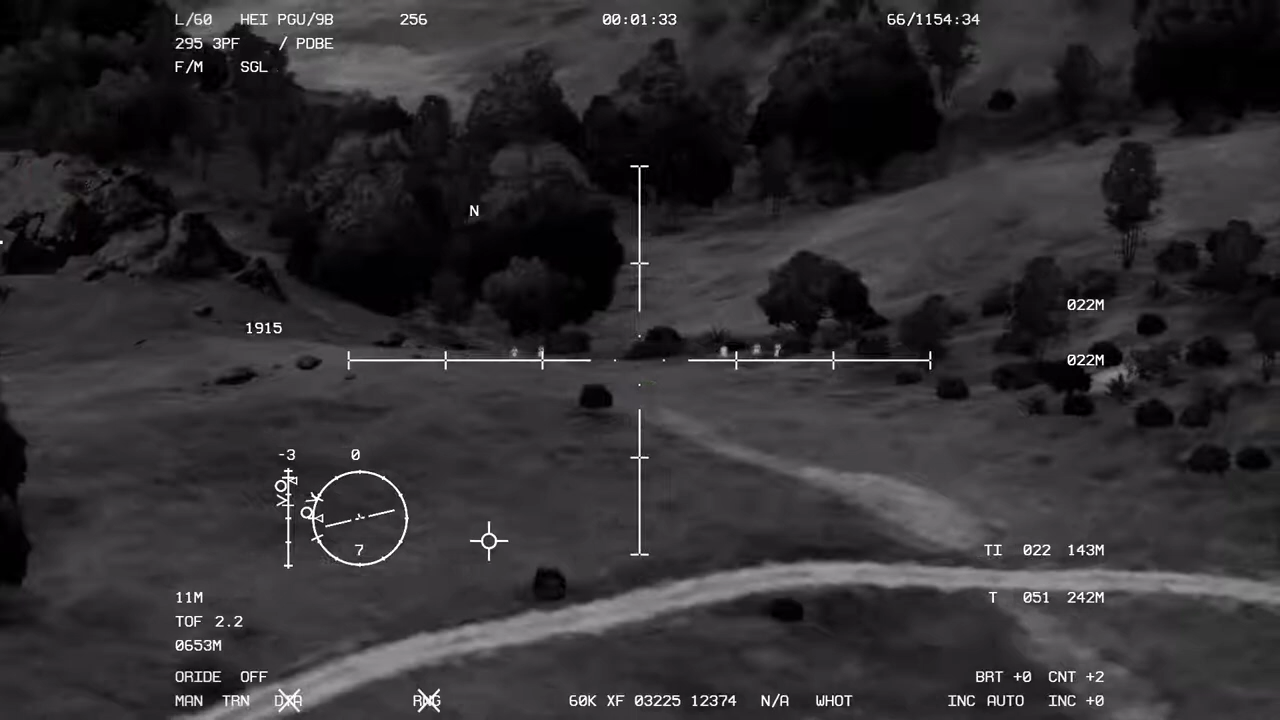 L/60 HEI PGU/9B 256 00:01:33 66/1154:34
295 3PF / PDBE
F/M SGL
N
022M
1915
022M
-3 0
7
TI 022 143M
11M T 051 242M
TOF 2.2
0653M
ORIDE OFF BRT +0 CNT +2
MAN TRN DTA RNG 60K XF 03225 12374 N/A WHOT INC AUTO INC +0